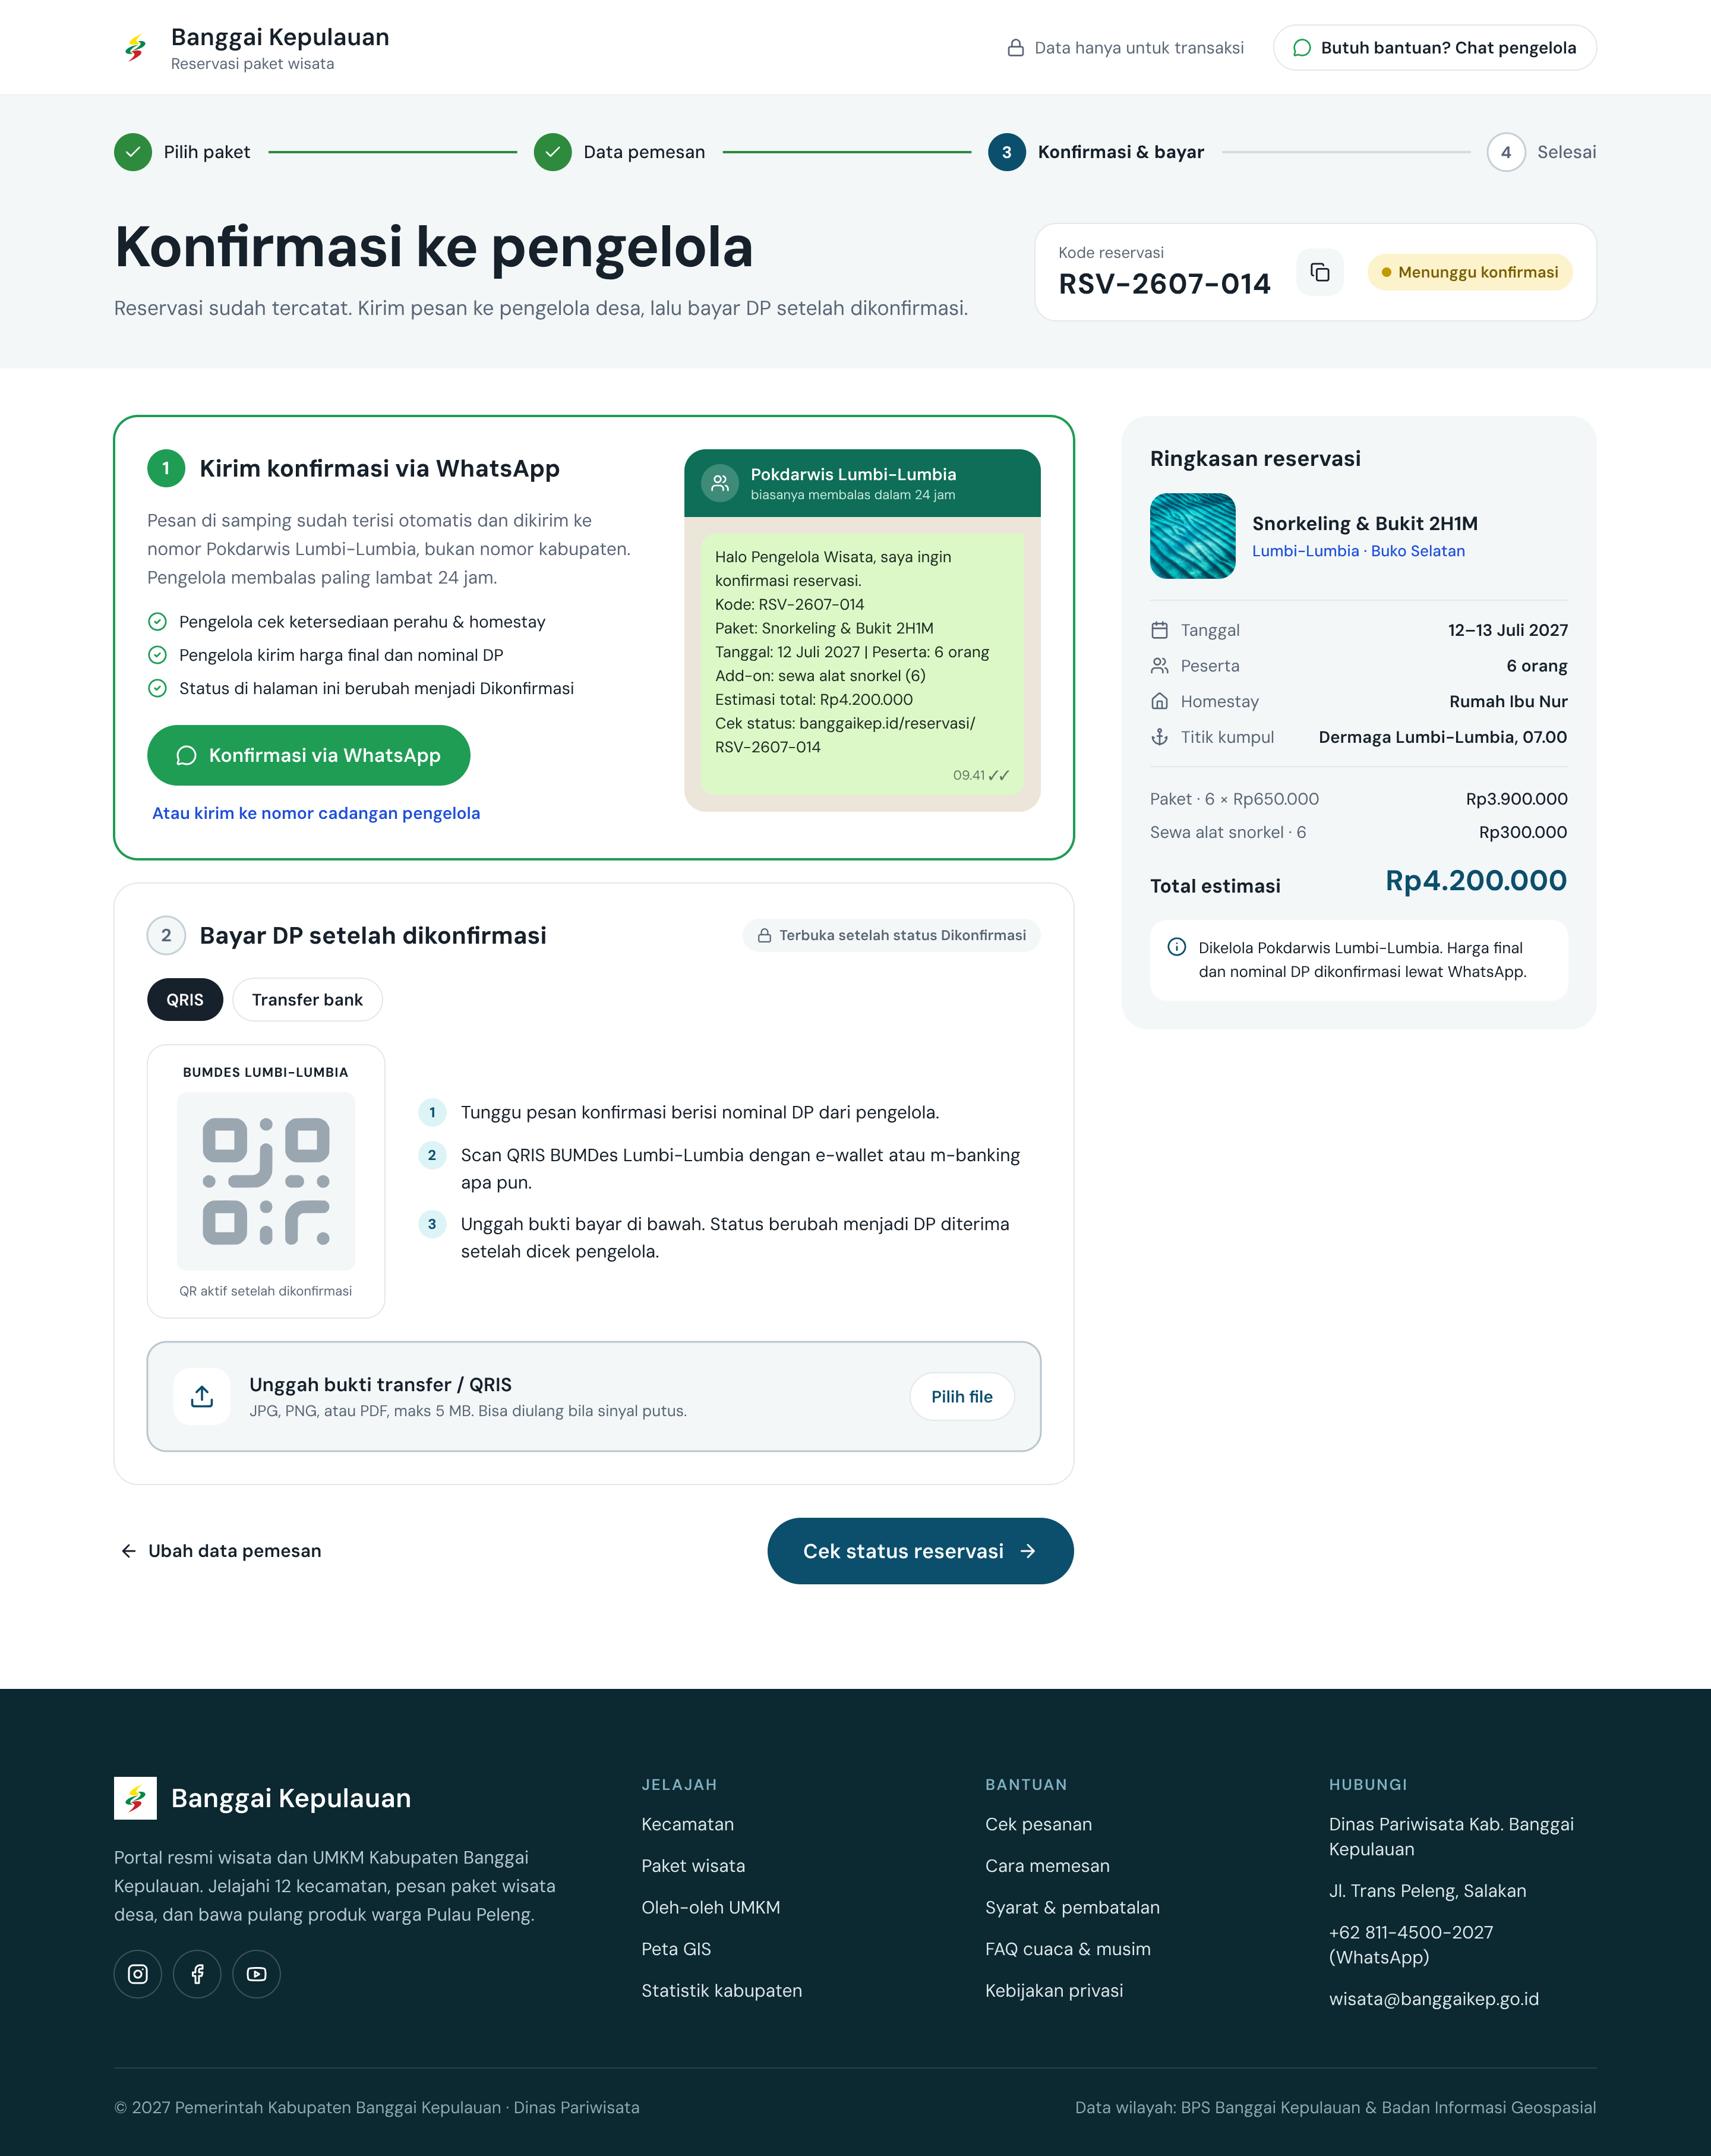 Banggai Kepulauan
Reservasi paket wisata
Data hanya untuk transaksi
Butuh bantuan? Chat pengelola
Pilih paket
Data pemesan
3
Konfirmasi & bayar
4
Selesai
Konfirmasi ke pengelola
Reservasi sudah tercatat. Kirim pesan ke pengelola desa, lalu bayar DP setelah dikonfirmasi.
Kode reservasi
RSV-2607-014
Menunggu konfirmasi
1
Kirim konfirmasi via WhatsApp
Pesan di samping sudah terisi otomatis dan dikirim ke
nomor Pokdarwis Lumbi-Lumbia, bukan nomor kabupaten.
Pengelola membalas paling lambat 24 jam.
Pengelola cek ketersediaan perahu & homestay
Pengelola kirim harga final dan nominal DP
Status di halaman ini berubah menjadi Dikonfirmasi
Konfirmasi via WhatsApp
Atau kirim ke nomor cadangan pengelola
Pokdarwis Lumbi-Lumbia
biasanya membalas dalam 24 jam
Halo Pengelola Wisata, saya ingin
konfirmasi reservasi.
Kode: RSV-2607-014
Paket: Snorkeling & Bukit 2H1M
Tanggal: 12 Juli 2027 | Peserta: 6 orang
Add-on: sewa alat snorkel (6)
Estimasi total: Rp4.200.000
Cek status: banggaikep.id/reservasi/
RSV-2607-014
09.41 ✓✓
2
Bayar DP setelah dikonfirmasi
Terbuka setelah status Dikonfirmasi
QRIS
Transfer bank
BUMDES LUMBI-LUMBIA
QR aktif setelah dikonfirmasi
1
Tunggu pesan konfirmasi berisi nominal DP dari pengelola.
2
Scan QRIS BUMDes Lumbi-Lumbia dengan e-wallet atau m-banking
apa pun.
3
Unggah bukti bayar di bawah. Status berubah menjadi DP diterima
setelah dicek pengelola.
Unggah bukti transfer / QRIS
JPG, PNG, atau PDF, maks 5 MB. Bisa diulang bila sinyal putus.
Pilih file
Ubah data pemesan
Cek status reservasi
Ringkasan reservasi
Snorkeling & Bukit 2H1M
Lumbi-Lumbia · Buko Selatan
Tanggal
12–13 Juli 2027
Peserta
6 orang
Homestay
Rumah Ibu Nur
Titik kumpul
Dermaga Lumbi-Lumbia, 07.00
Paket · 6 × Rp650.000
Rp3.900.000
Sewa alat snorkel · 6
Rp300.000
Total estimasi
Rp4.200.000
Dikelola Pokdarwis Lumbi-Lumbia. Harga final
dan nominal DP dikonfirmasi lewat WhatsApp.
Banggai Kepulauan
Portal resmi wisata dan UMKM Kabupaten Banggai
Kepulauan. Jelajahi 12 kecamatan, pesan paket wisata
desa, dan bawa pulang produk warga Pulau Peleng.
JELAJAH
Kecamatan
Paket wisata
Oleh-oleh UMKM
Peta GIS
Statistik kabupaten
BANTUAN
Cek pesanan
Cara memesan
Syarat & pembatalan
FAQ cuaca & musim
Kebijakan privasi
HUBUNGI
Dinas Pariwisata Kab. Banggai
Kepulauan
Jl. Trans Peleng, Salakan
+62 811-4500-2027
(WhatsApp)
wisata@banggaikep.go.id
© 2027 Pemerintah Kabupaten Banggai Kepulauan · Dinas Pariwisata
Data wilayah: BPS Banggai Kepulauan & Badan Informasi Geospasial